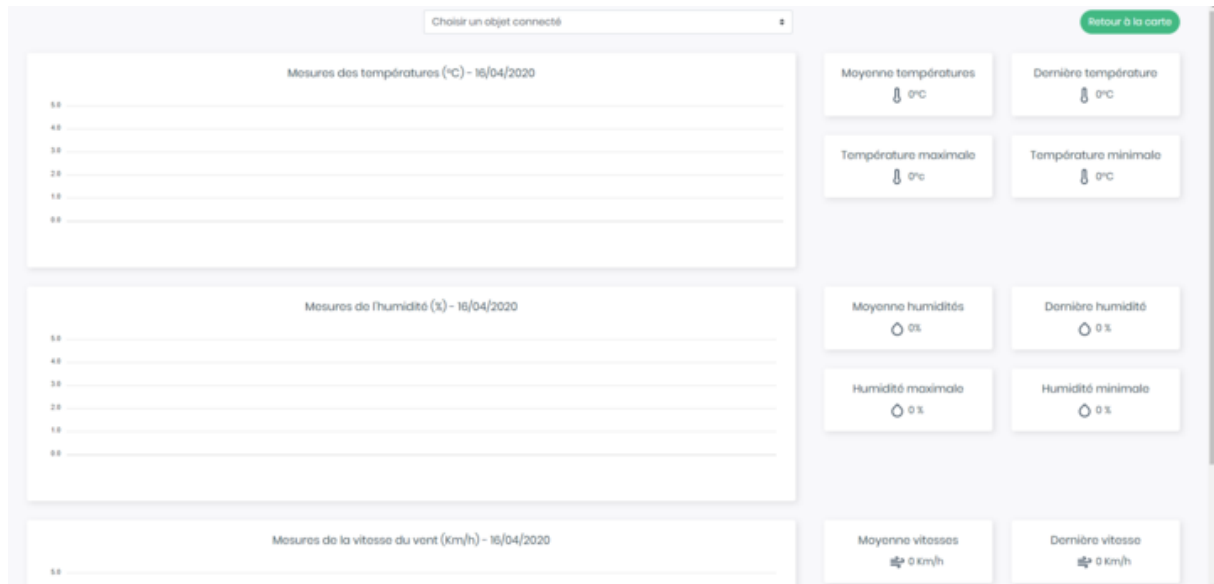 Choisir un objet connecté
Retour à la carte
Mesures des températures (°C) - 16/04/2020
5.0
4.0
3.0
2.0
1.0
0.0
Moyenne températures
0°C
Dernière température
0°C
Température maximale
0°c
Température minimale
0°C
Mesures de l'humidité (%) - 16/04/2020
5.0
4.0
3.0
2.0
1.0
0.0
Moyenne humidités
0%
Dernière humidité
0 %
Humidité maximale
0 %
Humidité minimale
0 %
Mesures de la vitesse du vent (Km/h) - 16/04/2020
5.0
Moyenne vitesses
0 Km/h
Dernière vitesse
0 Km/h